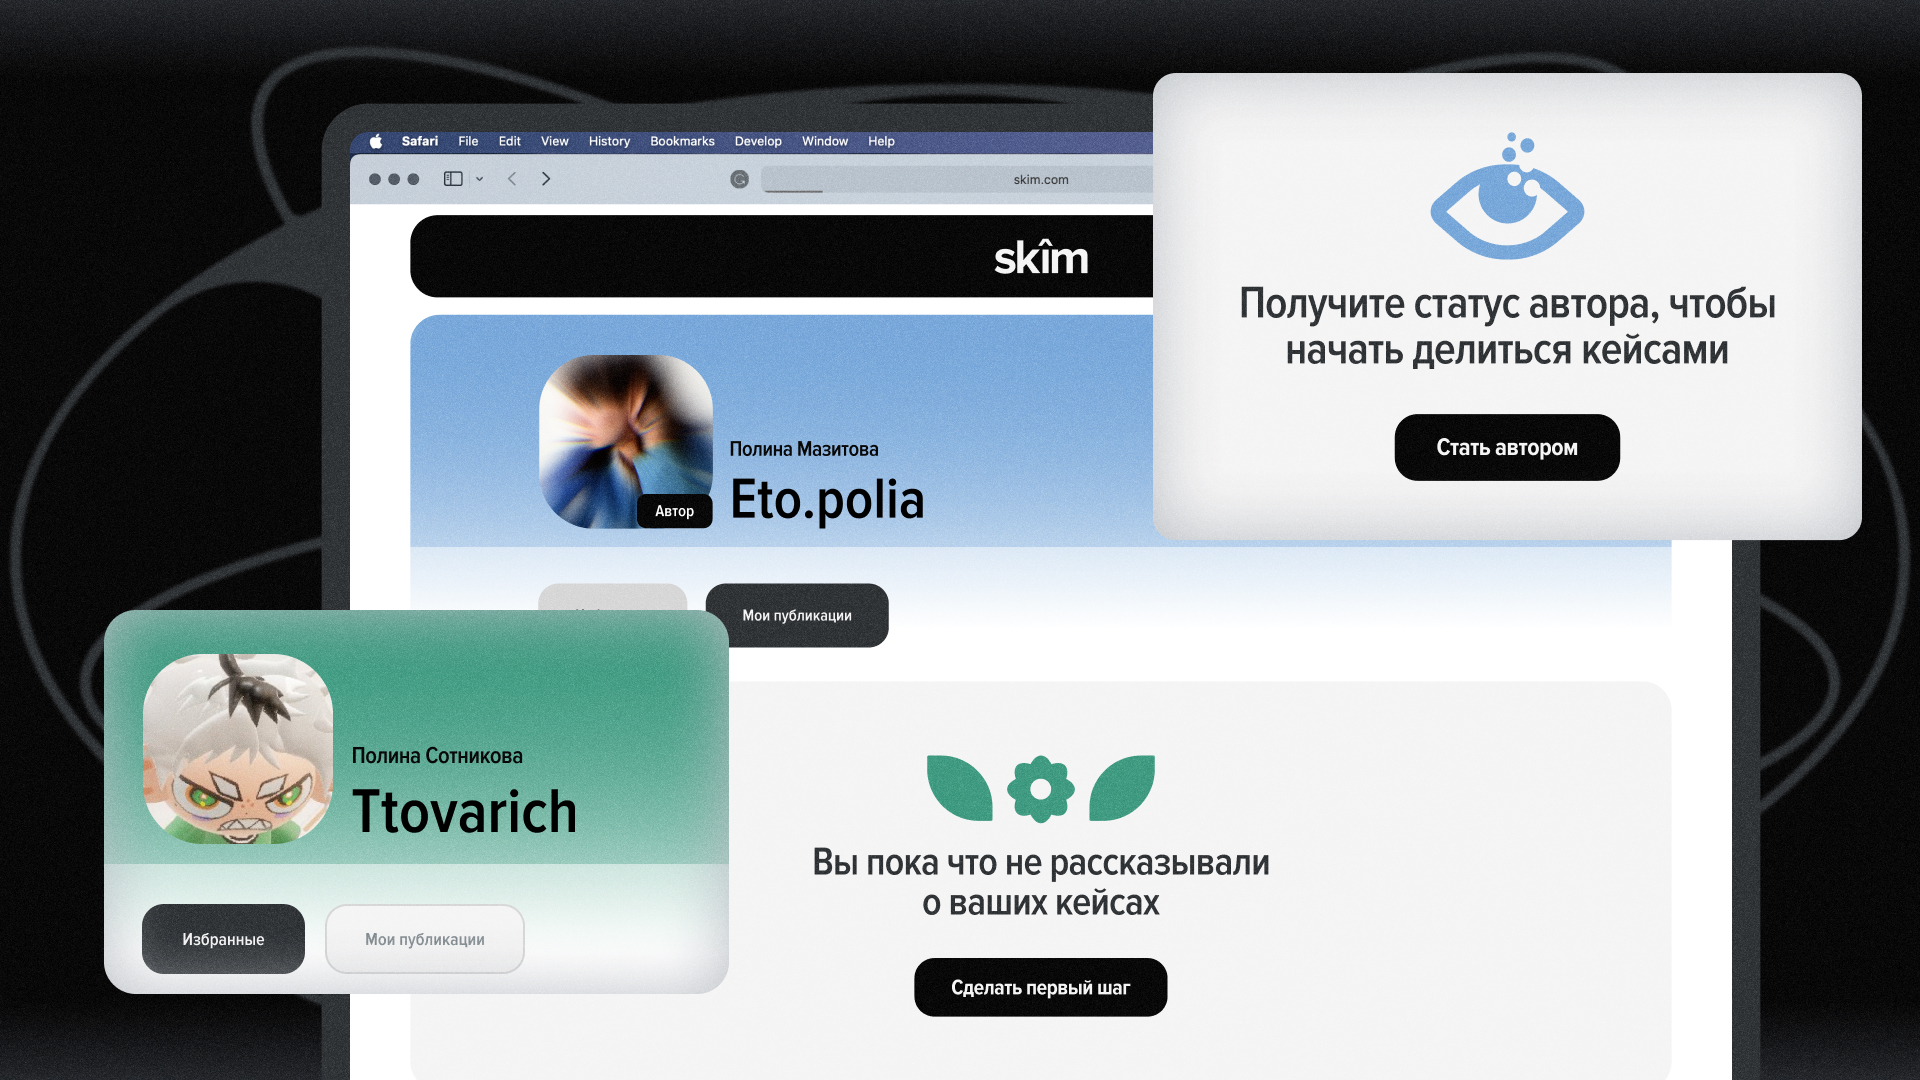 Safari File Edit View History Bookmarks Develop Window Help
skim.com
skîm
Получите статус автора, чтобы
начать делиться кейсами
Стать автором
Полина Мазитова
Eto.polia
Автор
Мои публикации
Полина Сотникова
Ttovarich
Избранные
Мои публикации
Вы пока что не рассказывали
о ваших кейсах
Сделать первый шаг